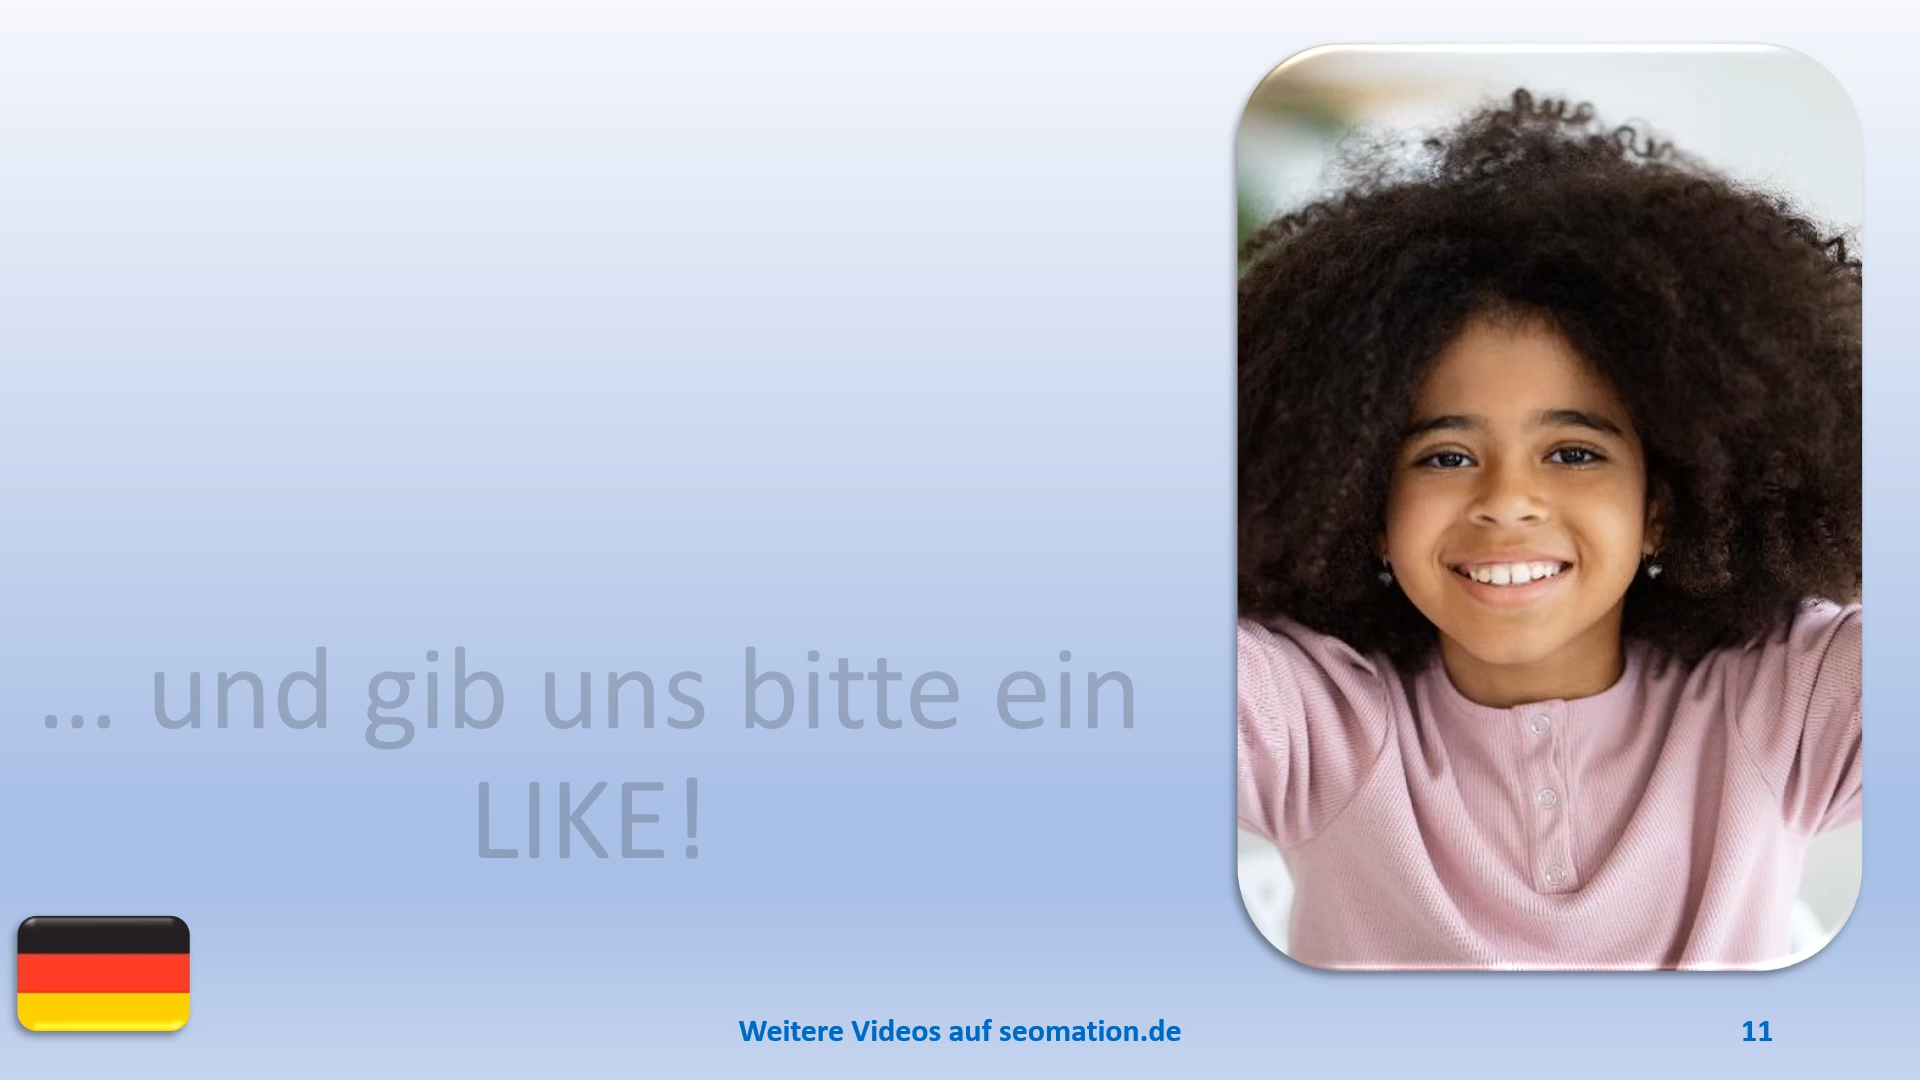 ... und gib uns bitte ein
LIKE!
Weitere Videos auf seomation.de
11